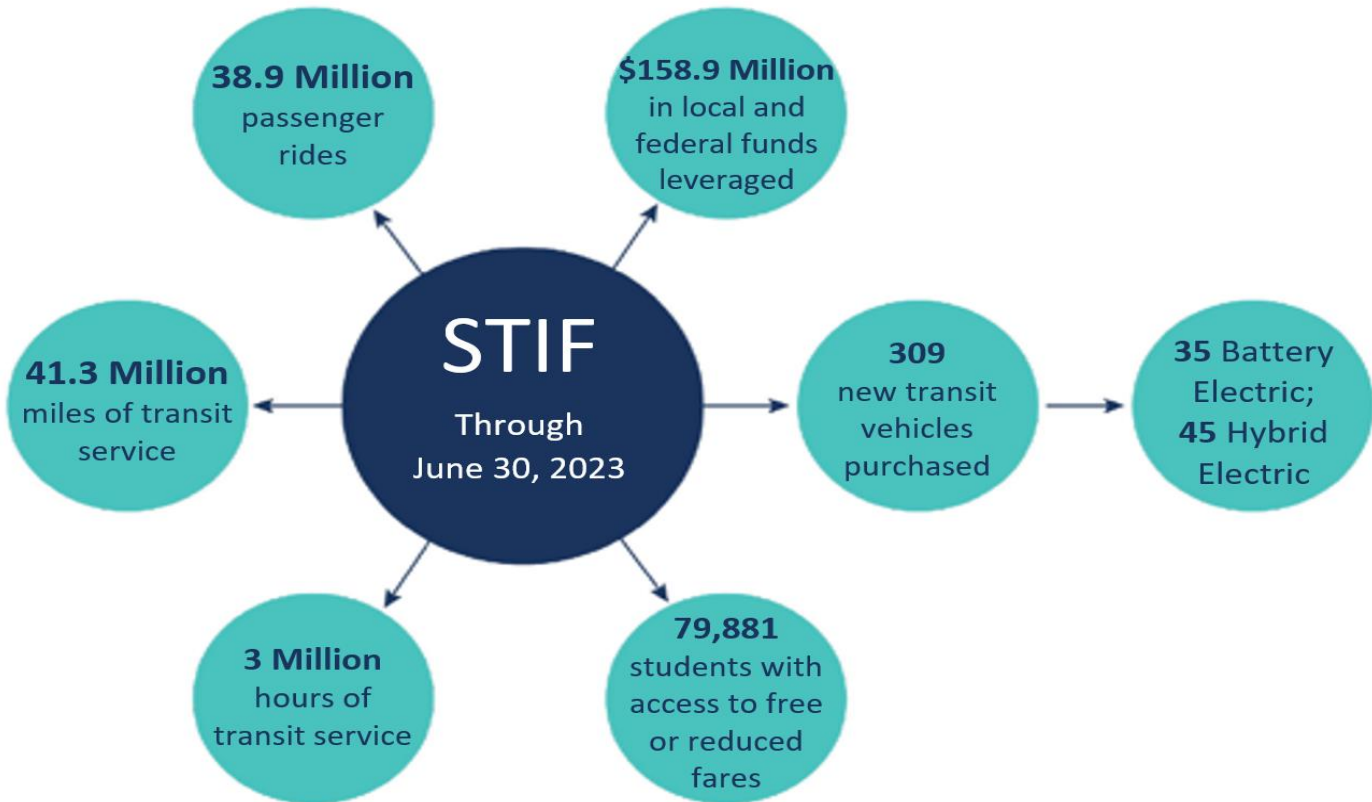 38.9 Million
passenger
rides
$158.9 Million
in local and
federal funds
leveraged
STIF
Through
June 30, 2023
41.3 Million
miles of transit
service
309
new transit
vehicles
purchased
35 Battery
Electric;
45 Hybrid
Electric
3 Million
hours of
transit service
79,881
students with
access to free
or reduced
fares